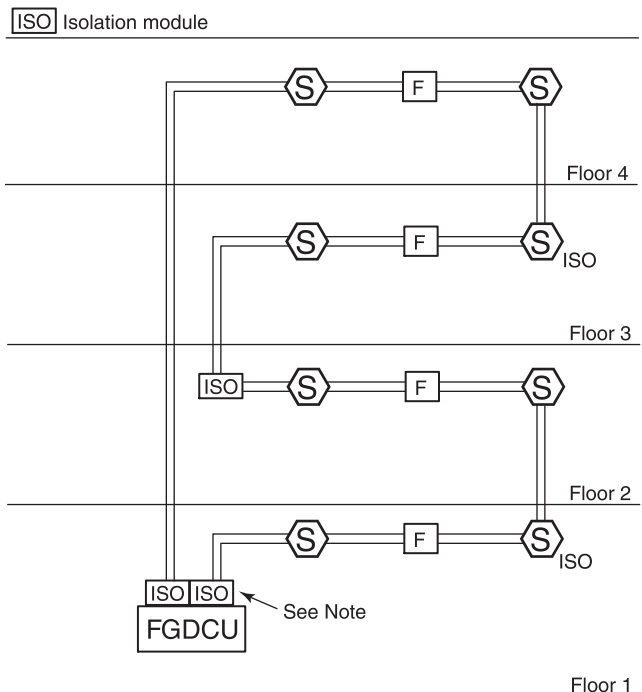 ISO Isolation module
S F S
Floor 4
S F S ISO
Floor 3
ISO S F S
Floor 2
S F S ISO
ISO ISO
See Note
FGDCU
Floor 1